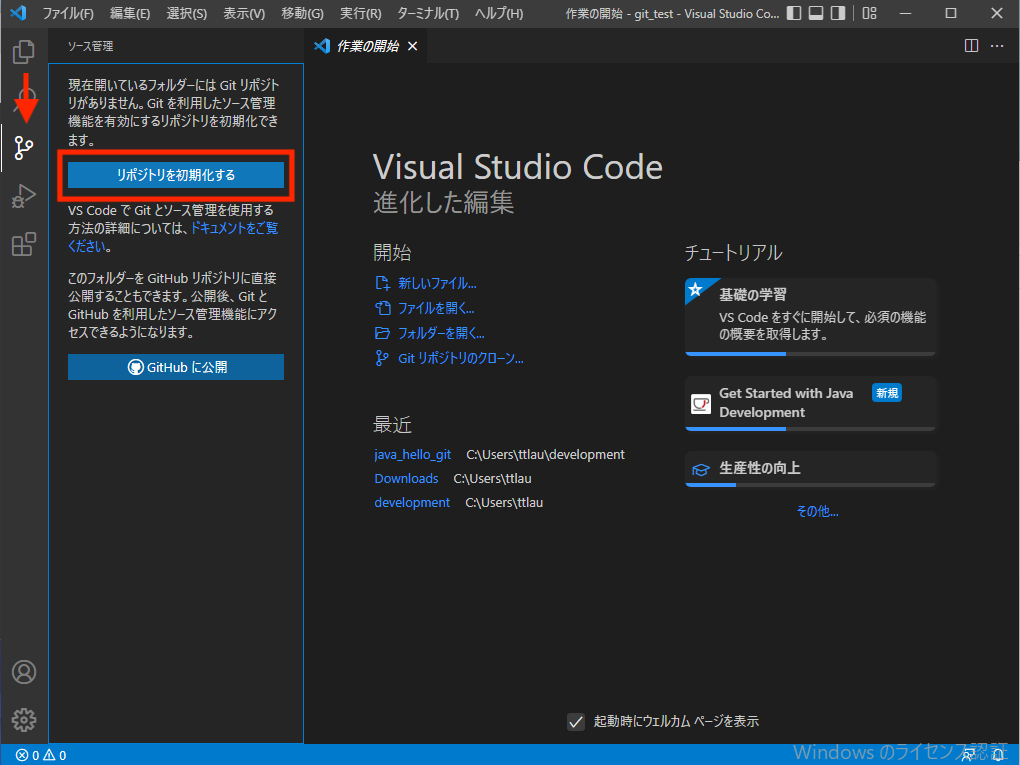 ファイル(F) 編集(E) 選択(S) 表示(V) 移動(G) 実行(R) ターミナル(T) ヘルプ(H) 作業の開始 - git_test - Visual Studio Co...
ソース管理
作業の開始
現在開いているフォルダーには Git リポジト
リがありません。Git を利用したソース管理
機能を有効にするリポジトリを初期化でき
ます。
リポジトリを初期化する
VS Code で Git とソース管理を使用する
方法の詳細については、ドキュメントをご覧
ください。
このフォルダーを GitHub リポジトリに直接
公開することもできます。公開後、Git と
GitHub を利用したソース管理機能にアク
セスできるようになります。
GitHub に公開
Visual Studio Code
進化した編集
開始
新しいファイル...
ファイルを開く...
フォルダーを開く...
Git リポジトリのクローン...
最近
java_hello_git C:\Users\ttlau\development
Downloads C:\Users\ttlau
development C:\Users\ttlau
チュートリアル
基礎の学習
VS Code をすぐに開始して、必須の機能
の概要を取得します。
Get Started with Java
Development
新規
生産性の向上
その他...
起動時にウェルカム ページを表示
0 0
Windows のライセンス認証